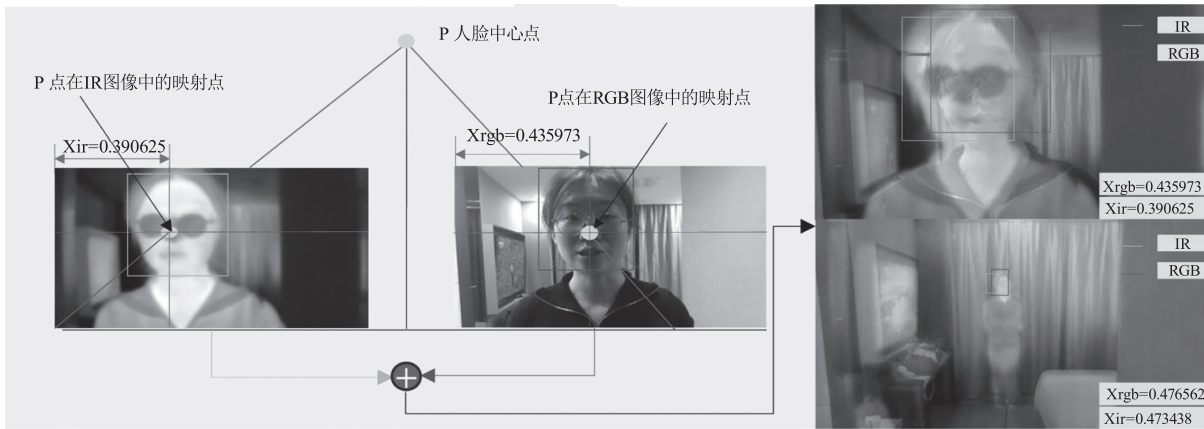 P 人脸中心点
P 点在IR图像中的映射点
P点在RGB图像中的映射点
Xir=0.390625
Xrgb=0.435973
IR
RGB
Xrgb=0.435973
Xir=0.390625
IR
RGB
Xrgb=0.476562
Xir=0.473438